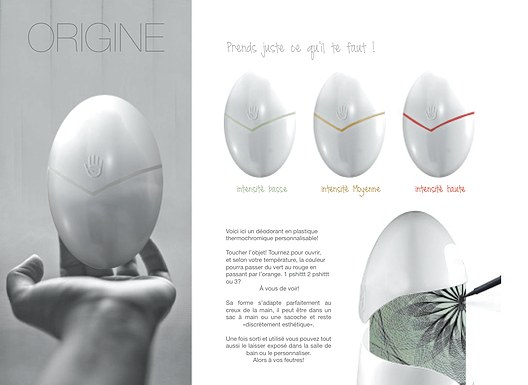 ORIGINE
Prends juste ce qu'il te faut !
intensité basse
intensité Moyenne
intensité haute
Voici ici un déodorant en plastique
thermochromique personnalisable!
Toucher l'objet! Tournez pour ouvrir,
et selon votre température, la couleur
pourra passer du vert au rouge en
passant par l'orange. 1 pshittt 2 pshittt
ou 3?
À vous de voir!
Sa forme s'adapte parfaitement au
creux de la main, il peut être dans un
sac à main ou une sacoche et reste
«discrètement esthétique».
Une fois sorti et utilisé vous pouvez tout
aussi le laisser exposé dans la salle de
bain ou le personnaliser.
Alors à vos feutres!